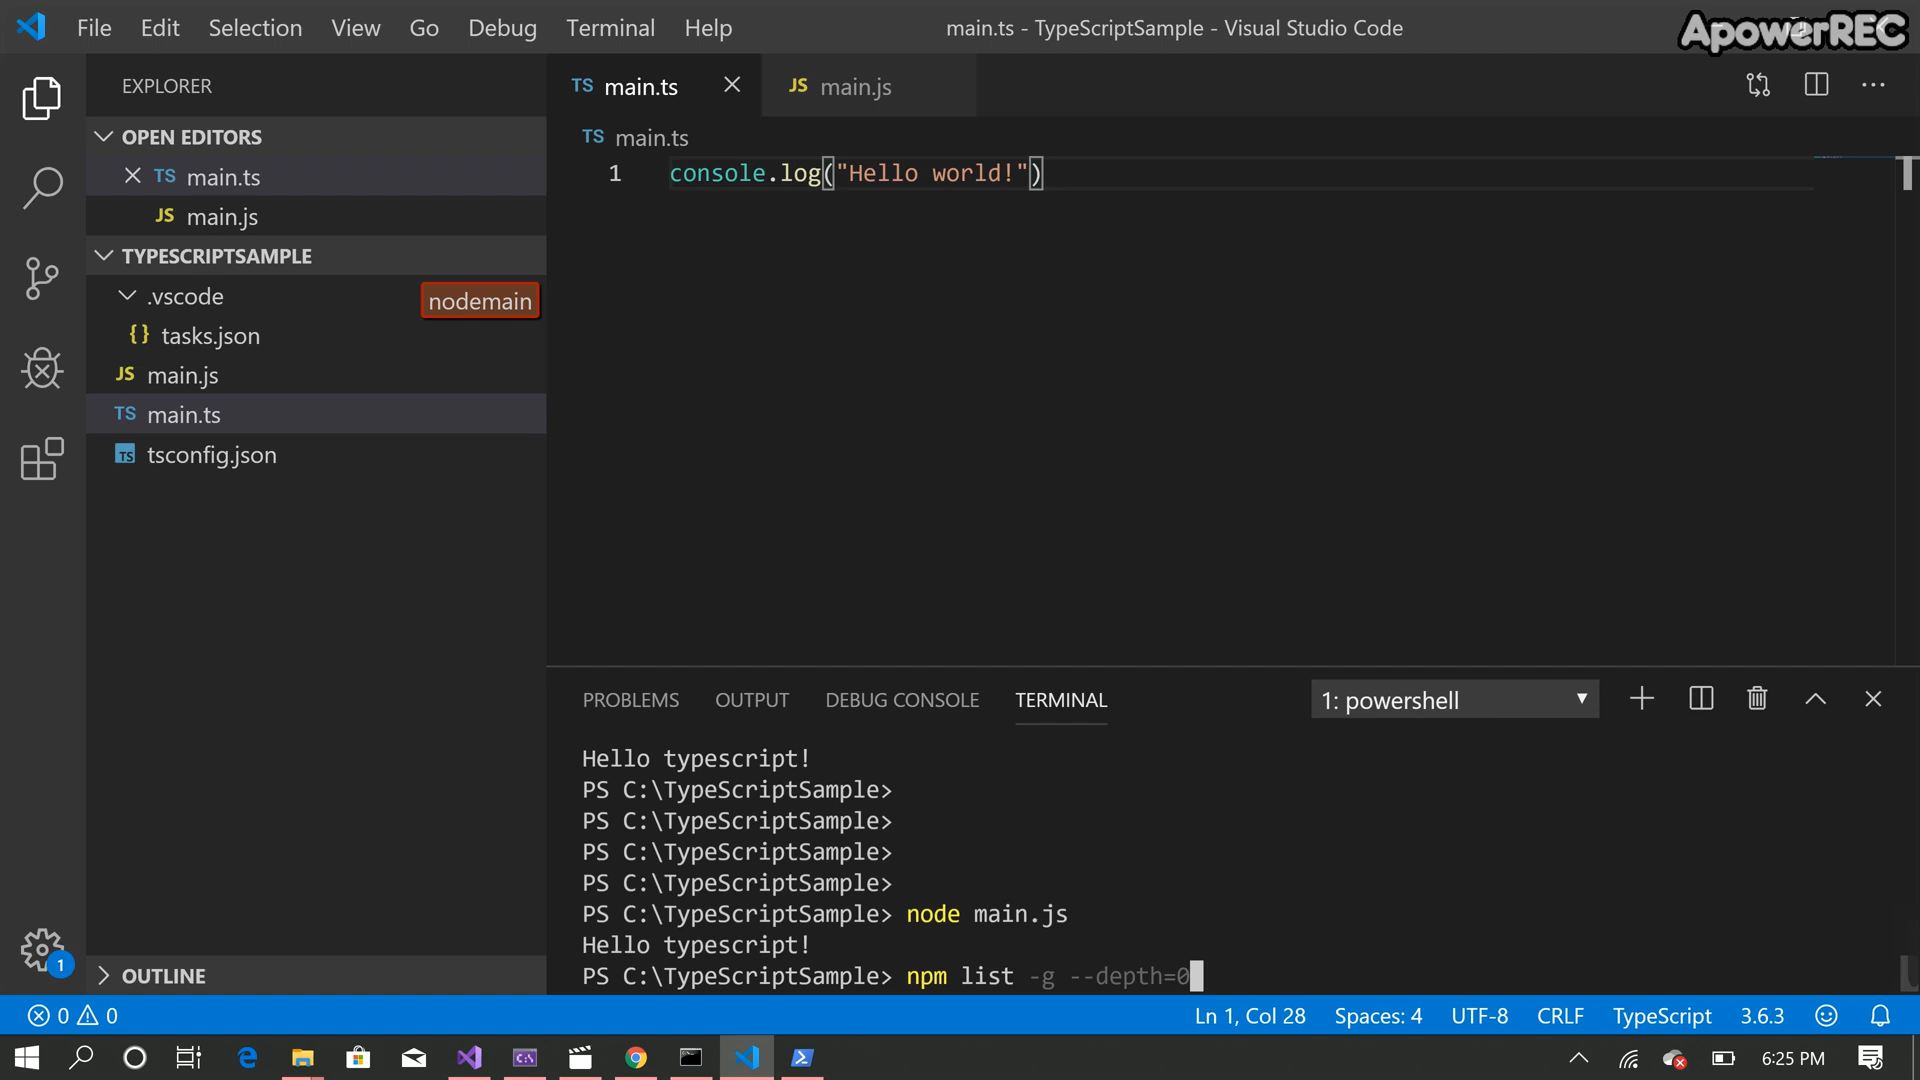 File Edit Selection View Go Debug Terminal Help
main.ts - TypeScriptSample - Visual Studio Code
ApowerREC
EXPLORER
OPEN EDITORS
TS main.ts
JS main.js
TYPESCRIPTSAMPLE
.vscode
nodemain
{} tasks.json
JS main.js
TS main.ts
TS tsconfig.json
OUTLINE
TS main.ts
JS main.js
TS main.ts
1 console.log("Hello world!")
PROBLEMS OUTPUT DEBUG CONSOLE TERMINAL
1: powershell
Hello typescript!
PS C:\TypeScriptSample>
PS C:\TypeScriptSample>
PS C:\TypeScriptSample>
PS C:\TypeScriptSample>
PS C:\TypeScriptSample> node main.js
Hello typescript!
PS C:\TypeScriptSample> npm list -g --depth=0
1
0 0
Ln 1, Col 28 Spaces: 4 UTF-8 CRLF TypeScript 3.6.3
6:25 PM